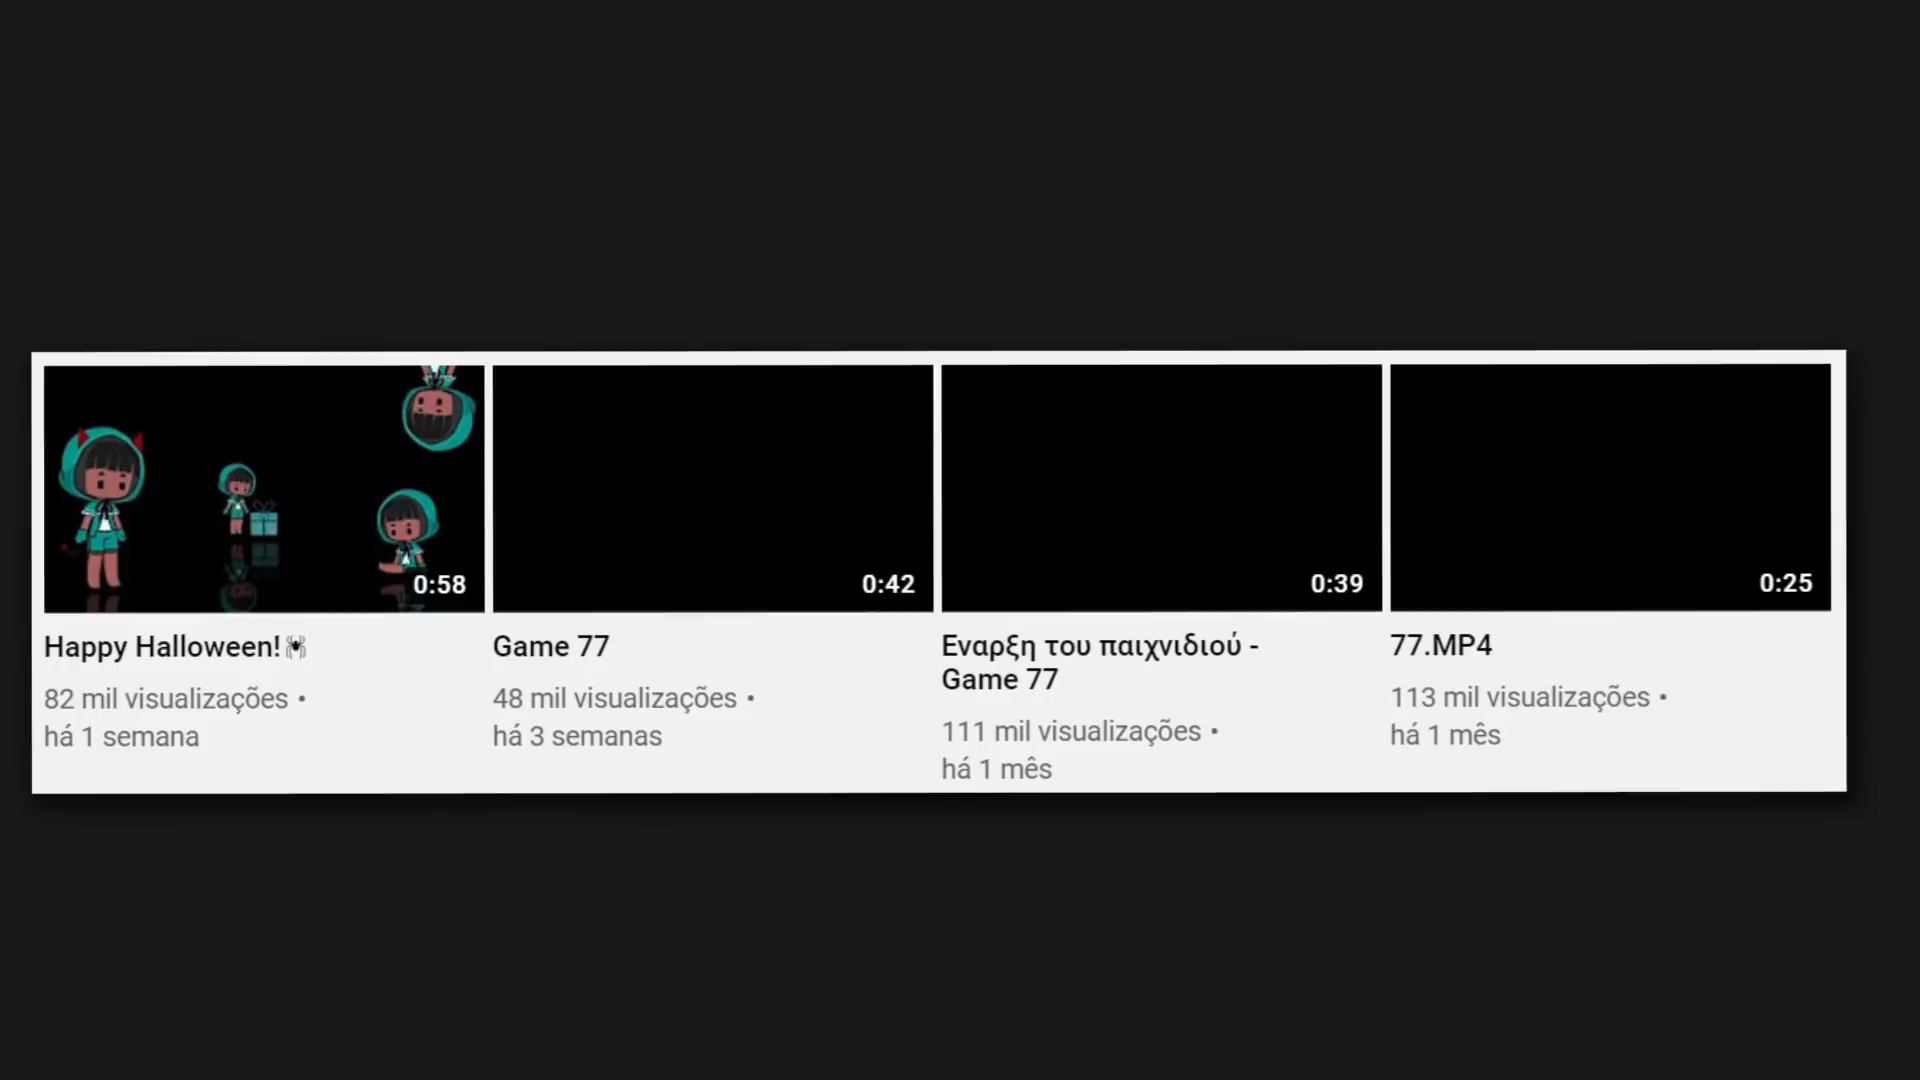 0:58
0:42
0:39
0:25
Happy Halloween!🕷
82 mil visualizações •
há 1 semana
Game 77
48 mil visualizações •
há 3 semanas
Εναρξη του παιχνιδιού -
Game 77
111 mil visualizações •
há 1 mês
77.MP4
113 mil visualizações •
há 1 mês